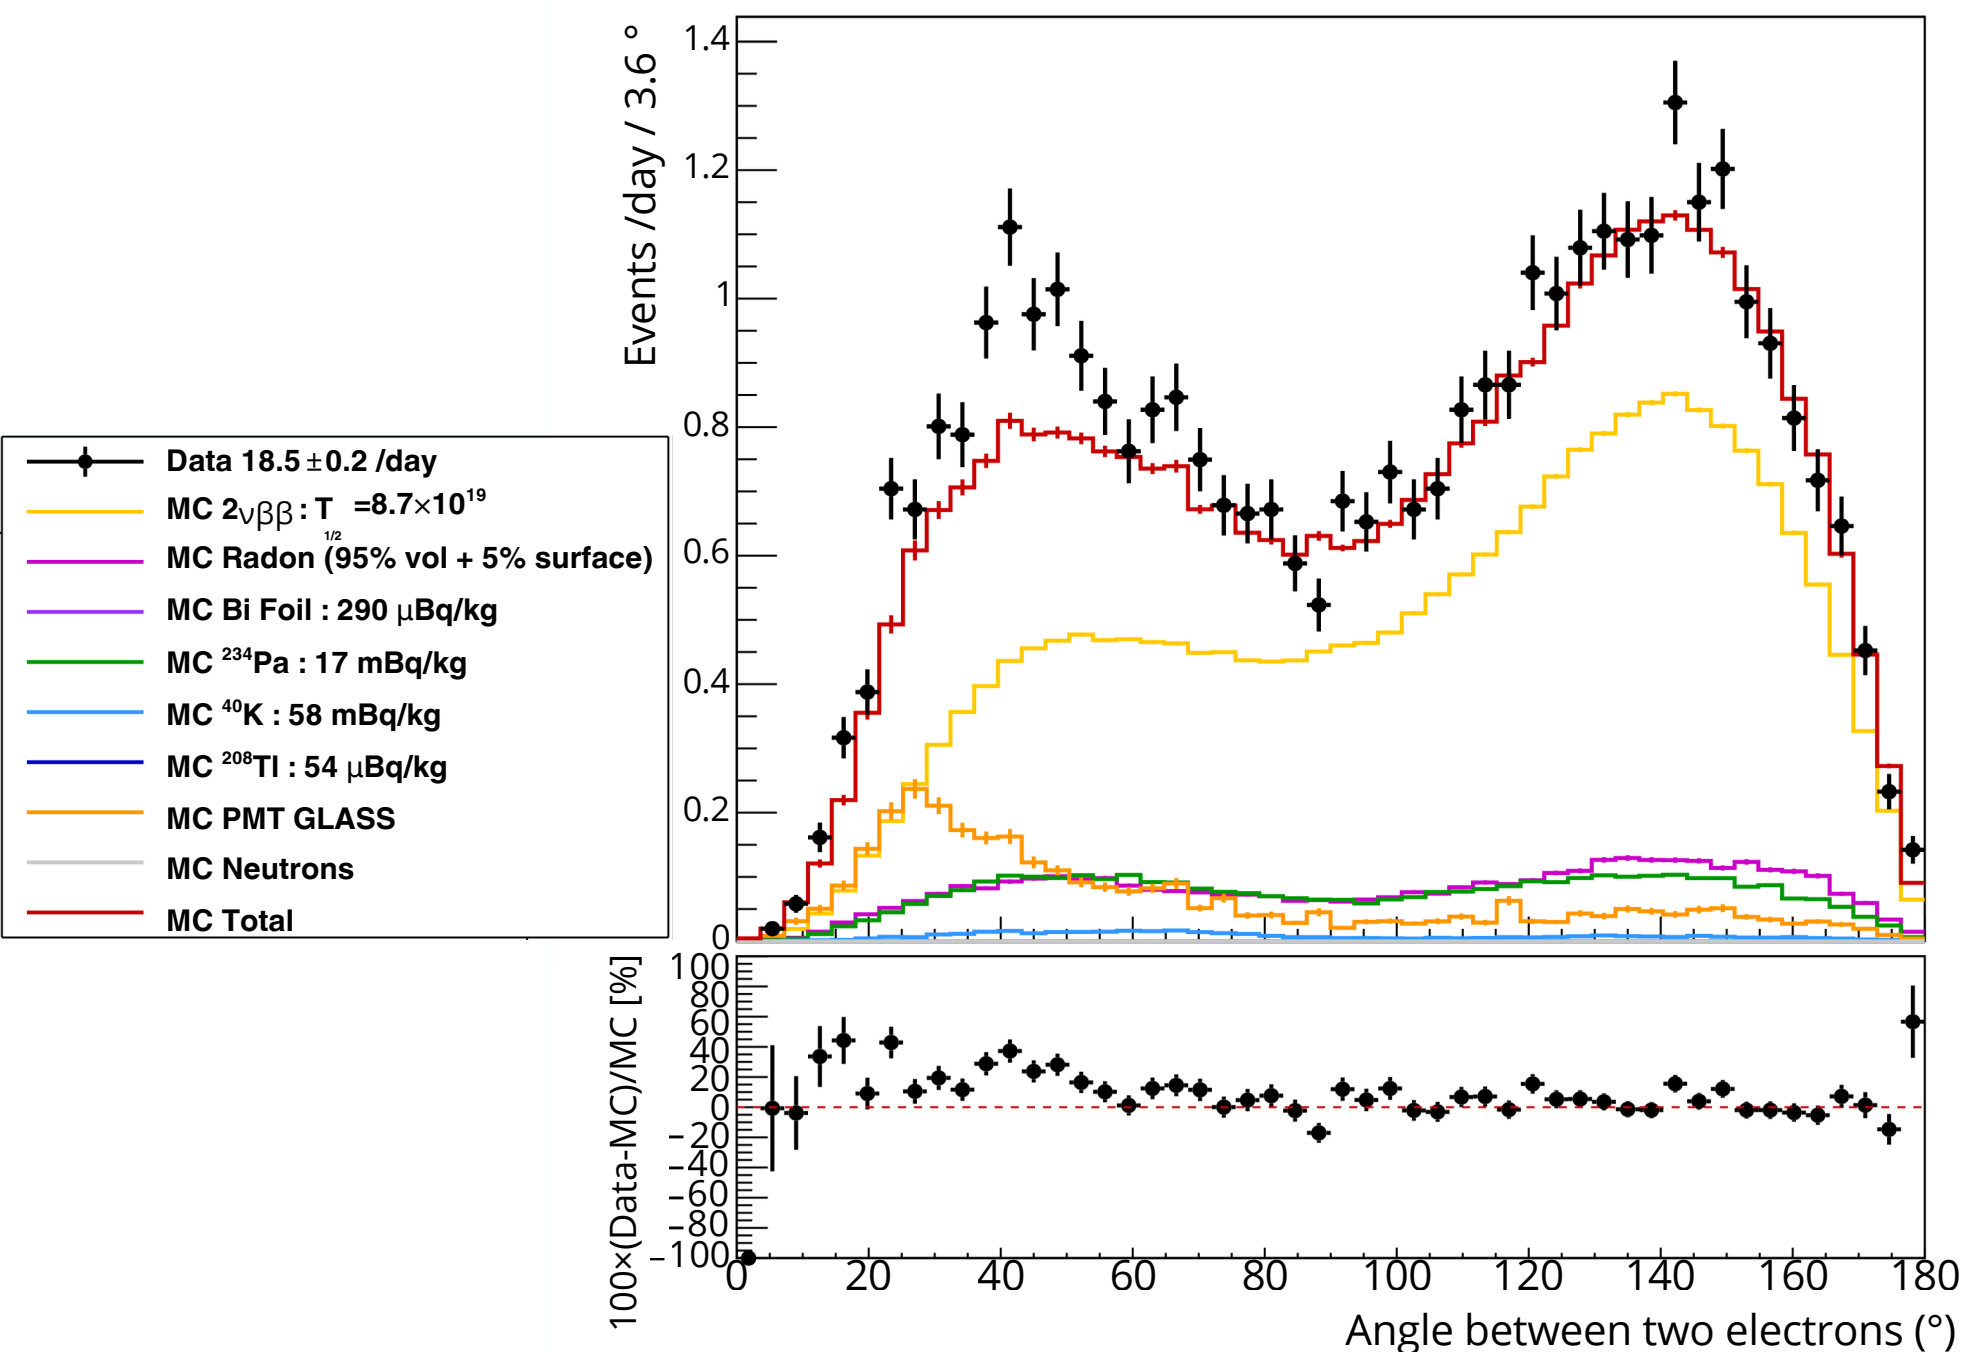 Events /day / 3.6 °
1.4
1.2
1
0.8
0.6
0.4
0.2
0
Data 18.5 ± 0.2 /day
MC 2νββ : T1/2 =8.7×10¹⁹
MC Radon (95% vol + 5% surface)
MC Bi Foil : 290 μBq/kg
MC ²³⁴Pa : 17 mBq/kg
MC ⁴⁰K : 58 mBq/kg
MC ²⁰⁸Tl : 54 μBq/kg
MC PMT GLASS
MC Neutrons
MC Total
100×(Data-MC)/MC [%]
100
80
60
40
20
0
−20
−40
−60
−80
−100
0 20 40 60 80 100 120 140 160 180
Angle between two electrons (°)